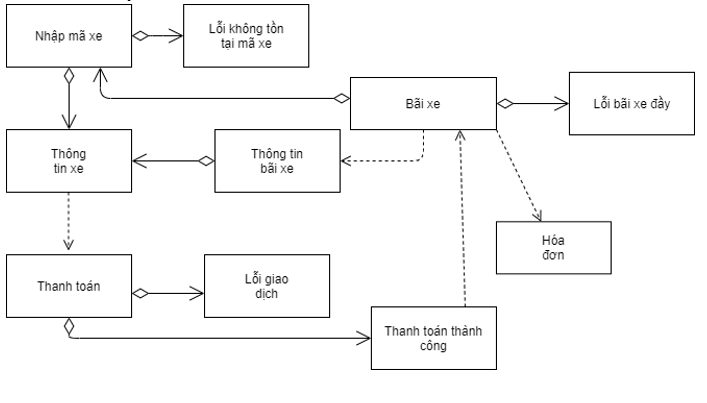 Nhập mã xe
Lỗi không tồn
tại mã xe
Bãi xe
Lỗi bãi xe đầy
Thông
tin xe
Thông tin
bãi xe
Hóa
đơn
Thanh toán
Lỗi giao
dịch
Thanh toán thành
công